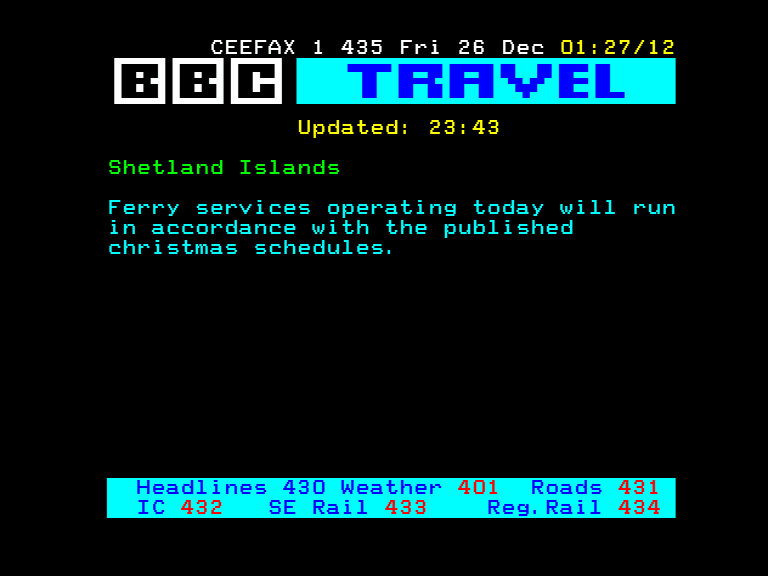 CEEFAX 1 435 Fri 26 Dec 01:27/12
BBC TRAVEL
Updated: 23:43
Shetland Islands
Ferry services operating today will run
in accordance with the published
christmas schedules.
Headlines 430 Weather 401 Roads 431
IC 432 SE Rail 433 Reg.Rail 434